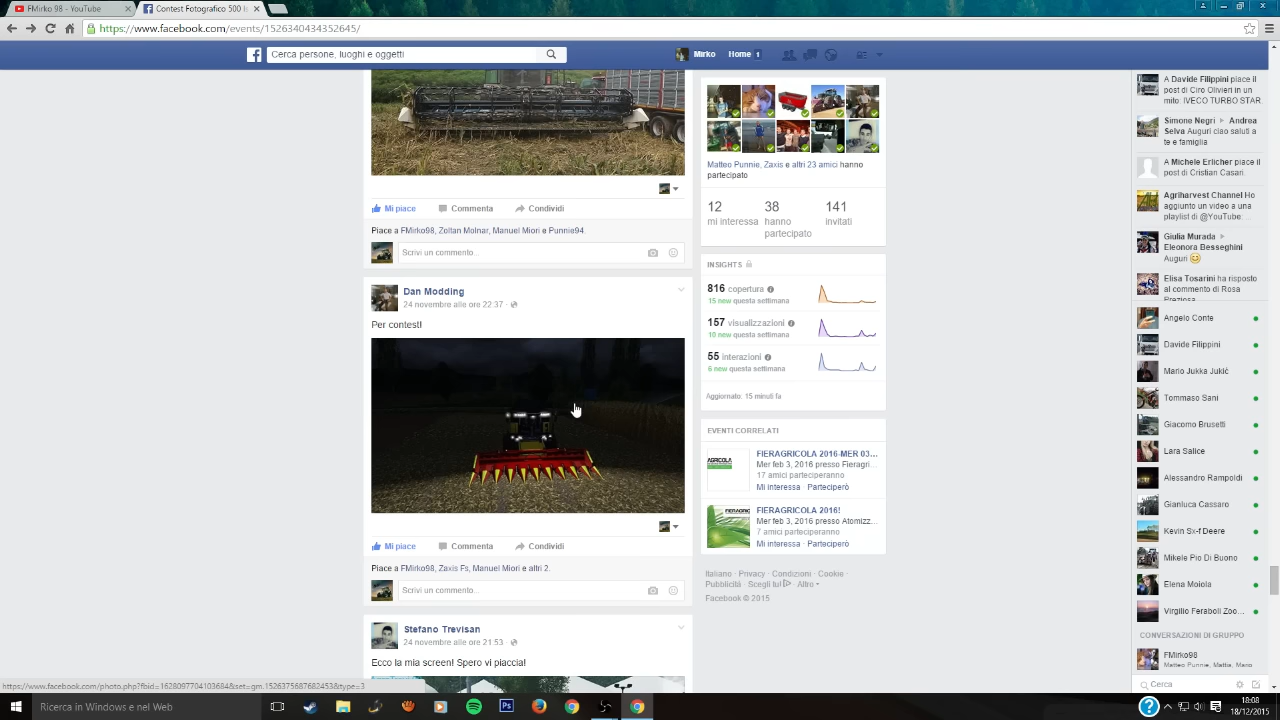 FMirko 98 - YouTube
Contest Fotografico 500 I
https://www.facebook.com/events/1526340434352645/
Cerca persone, luoghi e oggetti
Mirko
Home 1
Mi piace
Commenta
Condividi
Piace a FMirko98, Zoltan Molnar, Manuel Miori e Punnie94.
Scrivi un commento...
Dan Modding
24 novembre alle ore 22:37
Per contest!
Mi piace
Commenta
Condividi
Piace a FMirko98, Zaxis Fs, Manuel Miori e altri 2.
Scrivi un commento...
Stefano Trevisan
24 novembre alle ore 21:53
Ecco la mia screen! Spero vi piaccia!
Matteo Punnie, Zaxis e altri 23 amici hanno
partecipato
12
mi interessa
38
hanno
partecipato
141
invitati
INSIGHTS
816 copertura
15 new questa settimana
157 visualizzazioni
10 new questa settimana
55 interazioni
6 new questa settimana
Aggiornato: 15 minuti fa
EVENTI CORRELATI
FIERAGRICOLA 2016-MER 03...
Mer feb 3, 2016 presso Fieragri...
17 amici parteciperanno
Mi interessa · Parteciperò
FIERAGRICOLA 2016!
Mer feb 3, 2016 presso Atomizz...
7 amici parteciperanno
Mi interessa · Parteciperò
Italiano · Privacy · Condizioni · Cookie ·
Pubblicità · Scegli tu! · Altro
Facebook © 2015
A Davide Filippini piace il
post di Ciro Olivieri in un
mito: IVECO TURBO STAR.
Simone Negri ▸ Andrea
Selva Auguri ciao saluti a
te e famiglia
A Michele Erlicher piace il
post di Cristian Casari.
Agriharvest Channel Ho
aggiunto un video a una
playlist di @YouTube:
Giulia Murada ▸
Eleonora Besseghini
Auguri
Elisa Tosarini ha risposto
al commento di Rosa
Angelo Conte
Davide Filippini
Mario Jukka Jukić
Tommaso Sani
Giacomo Brusetti
Lara Salice
Alessandro Rampoldi
Gianluca Cassaro
Kevin Sxf Deere
Mikele Pio Di Buono
Elena Moiola
Virgilio Feraboli Zoo...
CONVERSAZIONI DI GRUPPO
FMirko98
Matteo Punnie, Mattia, Mario
Cerca
Ricerca in Windows e nel Web
18:08
18/12/2015